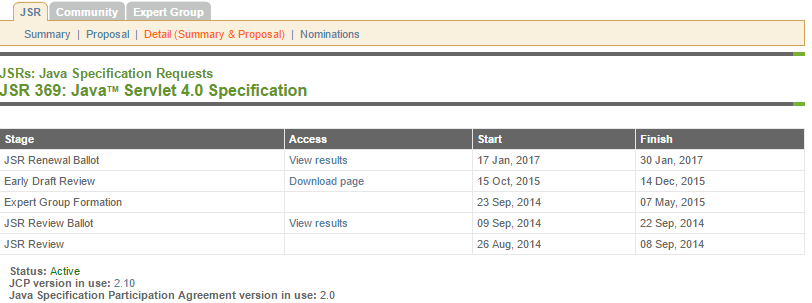 JSR Community Expert Group
Summary | Proposal | Detail (Summary & Proposal) | Nominations
JSRs: Java Specification Requests
JSR 369: Java™ Servlet 4.0 Specification
Stage Access Start Finish
JSR Renewal Ballot View results 17 Jan, 2017 30 Jan, 2017
Early Draft Review Download page 15 Oct, 2015 14 Dec, 2015
Expert Group Formation 23 Sep, 2014 07 May, 2015
JSR Review Ballot View results 09 Sep, 2014 22 Sep, 2014
JSR Review 26 Aug, 2014 08 Sep, 2014
Status: Active
JCP version in use: 2.10
Java Specification Participation Agreement version in use: 2.0